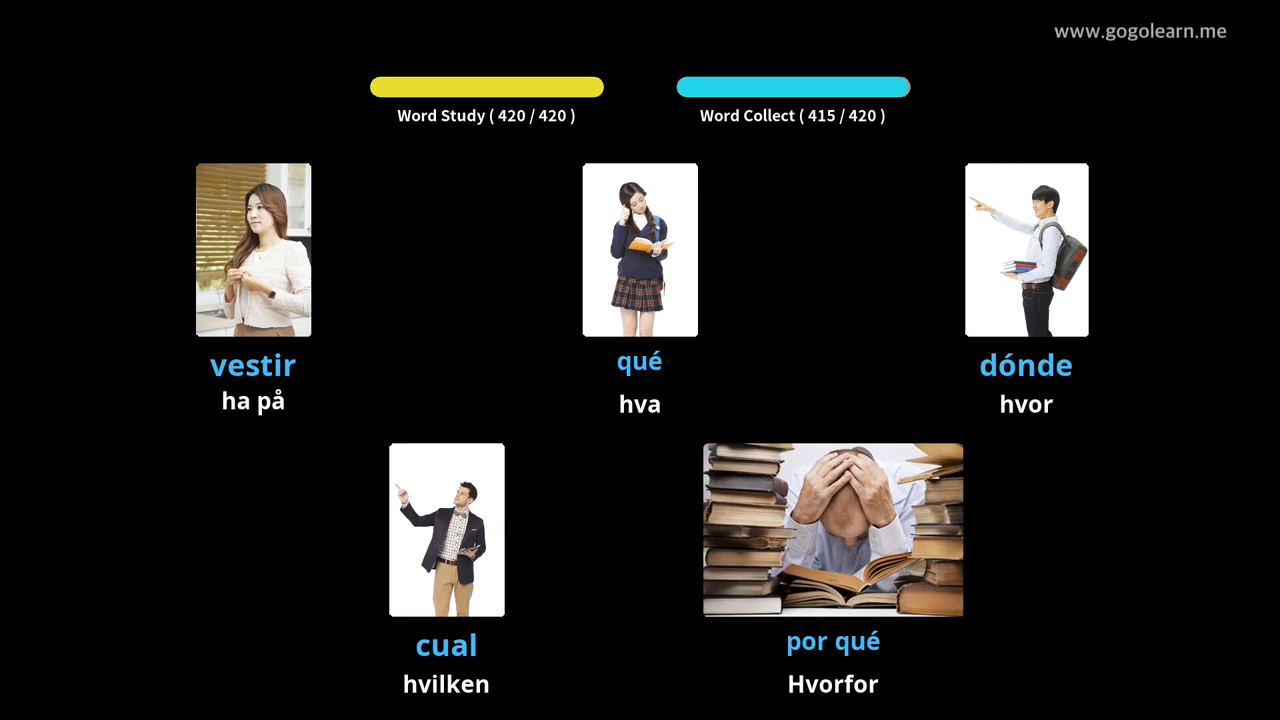 www.gogolearn.me
Word Study ( 420 / 420 )
Word Collect ( 415 / 420 )
vestir
ha på
qué
hva
dónde
hvor
cual
hvilken
por qué
Hvorfor